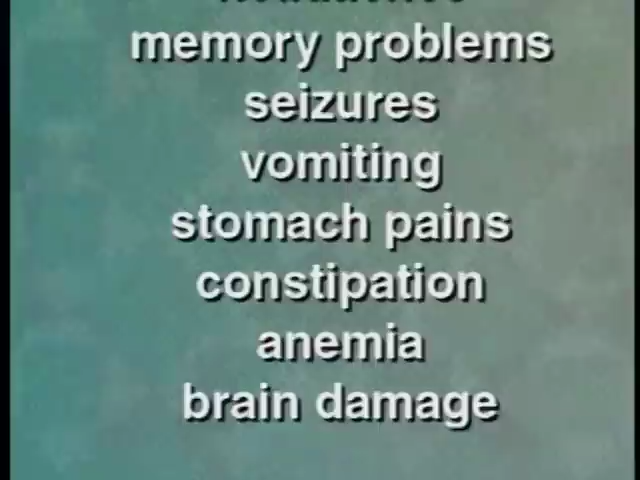 memory problems
seizures
vomiting
stomach pains
constipation
anemia
brain damage